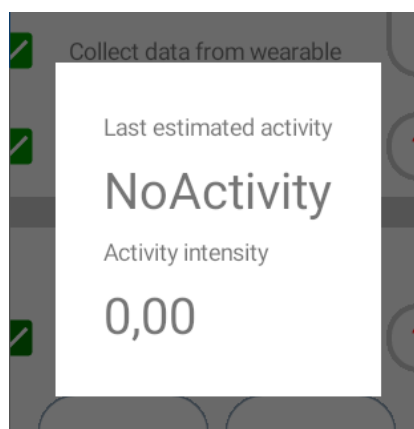 Collect data from wearable
Last estimated activity
NoActivity
Activity intensity
0,00